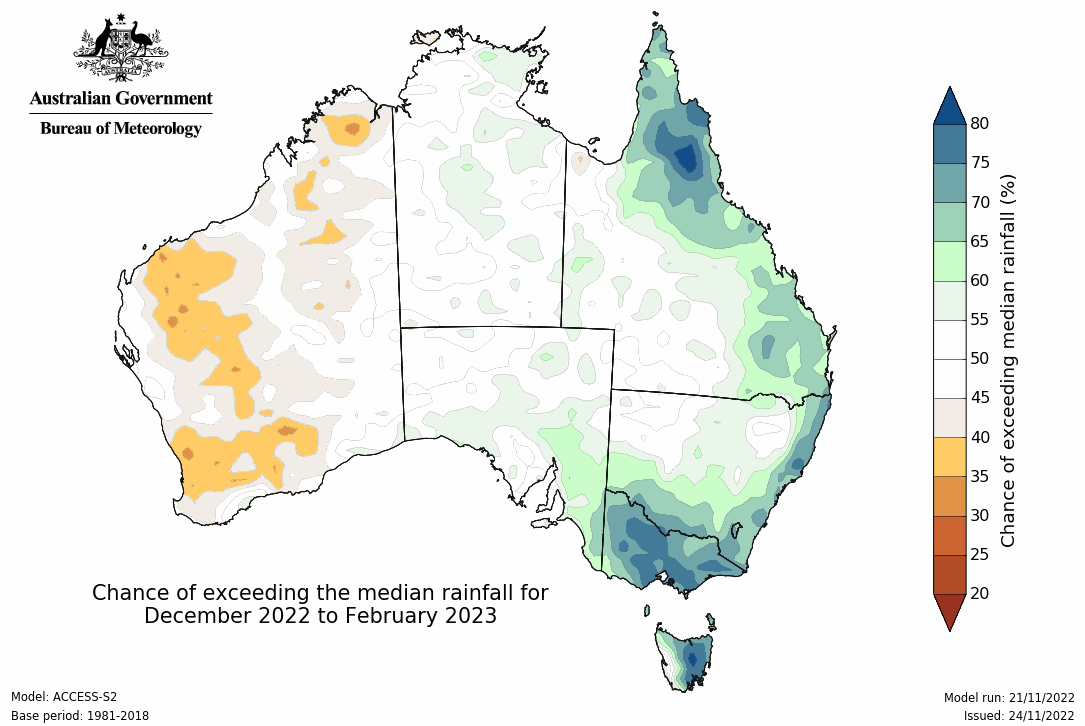 Australian Government
Bureau of Meteorology
80
75
70
65
60
55
50
45
40
35
30
25
20
Chance of exceeding median rainfall (%)
Chance of exceeding the median rainfall for
December 2022 to February 2023
Model: ACCESS-S2
Base period: 1981-2018
Model run: 21/11/2022
Issued: 24/11/2022